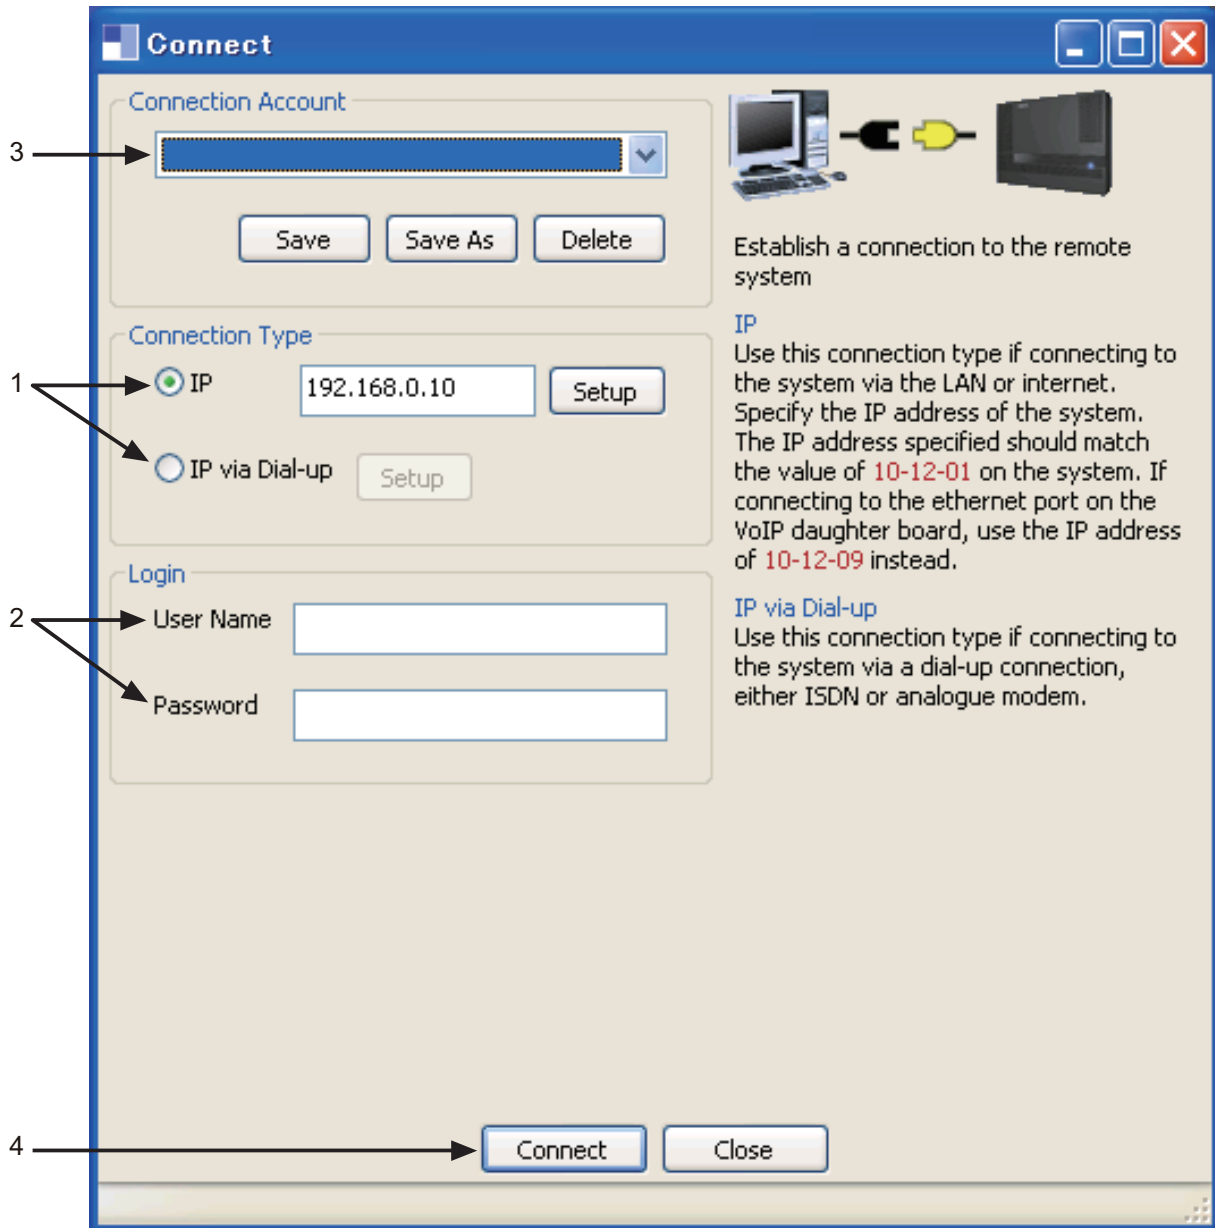 Connect
Connection Account
3
Save Save As Delete
Establish a connection to the remote
system
Connection Type
1
IP 192.168.0.10 Setup
IP via Dial-up Setup
IP
Use this connection type if connecting to
the system via the LAN or internet.
Specify the IP address of the system.
The IP address specified should match
the value of 10-12-01 on the system. If
connecting to the ethernet port on the
VoIP daughter board, use the IP address
of 10-12-09 instead.
Login
2
User Name
Password
IP via Dial-up
Use this connection type if connecting to
the system via a dial-up connection,
either ISDN or analogue modem.
4
Connect Close